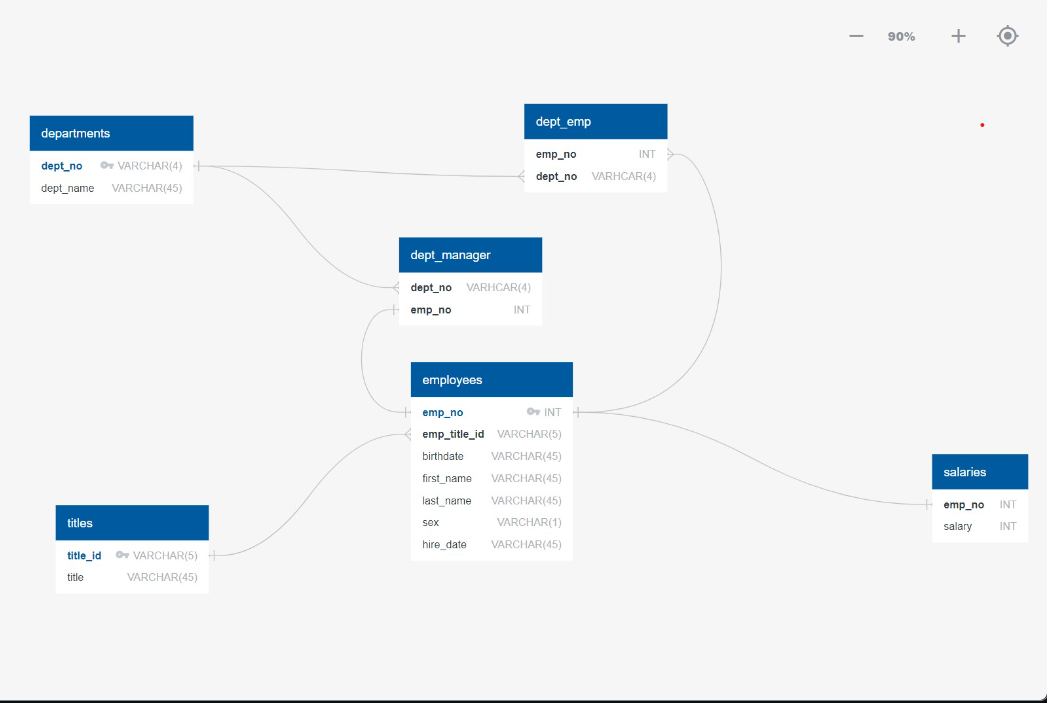 90%
departments
dept_no VARCHAR(4)
dept_name VARCHAR(45)
dept_emp
emp_no INT
dept_no VARHCAR(4)
dept_manager
dept_no VARHCAR(4)
emp_no INT
employees
emp_no INT
emp_title_id VARCHAR(5)
birthdate VARCHAR(45)
first_name VARCHAR(45)
last_name VARCHAR(45)
sex VARCHAR(1)
hire_date VARCHAR(45)
salaries
emp_no INT
salary INT
titles
title_id VARCHAR(5)
title VARCHAR(45)